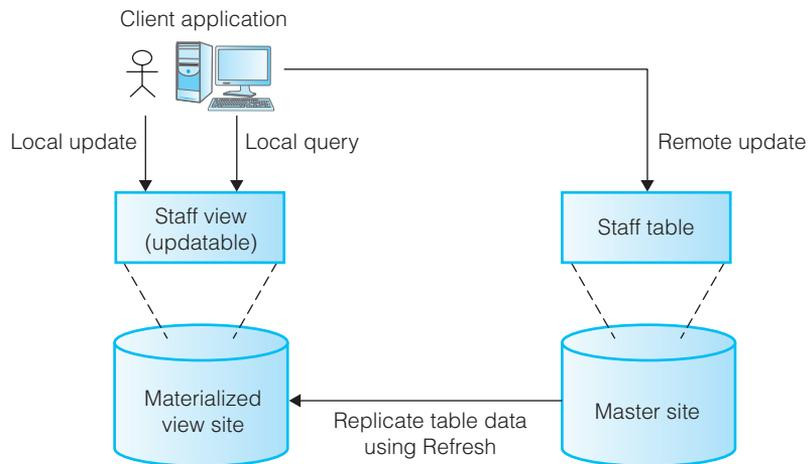 Client application
Local update
Local query
Remote update
Staff view
(updatable)
Staff table
Materialized
view site
Replicate table data
using Refresh
Master site